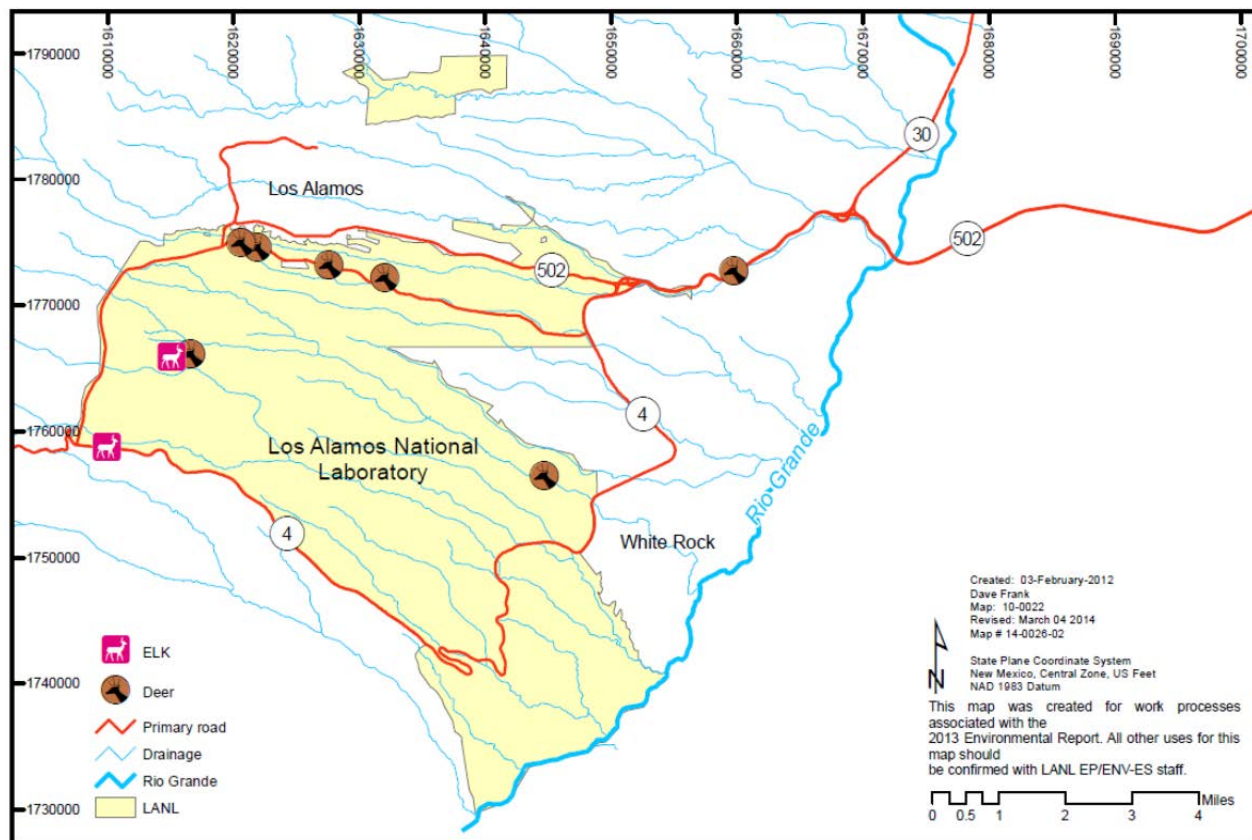 1610000
1620000
1630000
1640000
1650000
1660000
1670000
1680000
1690000
1700000
1790000
1780000
1770000
1760000
1750000
1740000
1730000
30
Los Alamos
502
502
4
Los Alamos National
Laboratory
Rio Grande
4
White Rock
ELK
Deer
Primary road
Drainage
Rio Grande
LANL
Created: 03-February-2012
Dave Frank
Map: 10-0022
Revised: March 04 2014
Map # 14-0026-02
N
State Plane Coordinate System
New Mexico, Central Zone, US Feet
NAD 1983 Datum
This map was created for work processes
associated with the
2013 Environmental Report. All other uses for this
map should
be confirmed with LANL EP/ENV-ES staff.
Miles
0 0.5 1 2 3 4